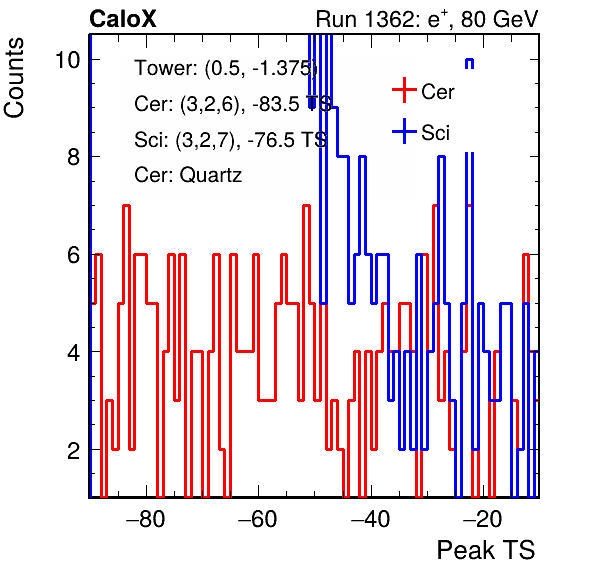 CaloX Run 1362: e⁺, 80 GeV
Counts
Tower: (0.5, -1.375)
Cer: (3,2,6), -83.5 TS
Sci: (3,2,7), -76.5 TS
Cer: Quartz
Cer
Sci
10
8
6
4
2
−80 −60 −40 −20
Peak TS